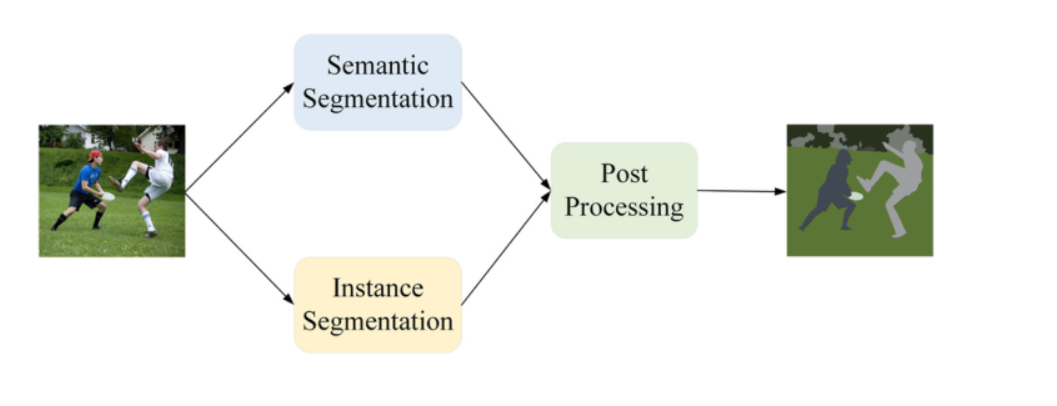 Semantic
Segmentation
Post
Processing
Instance
Segmentation